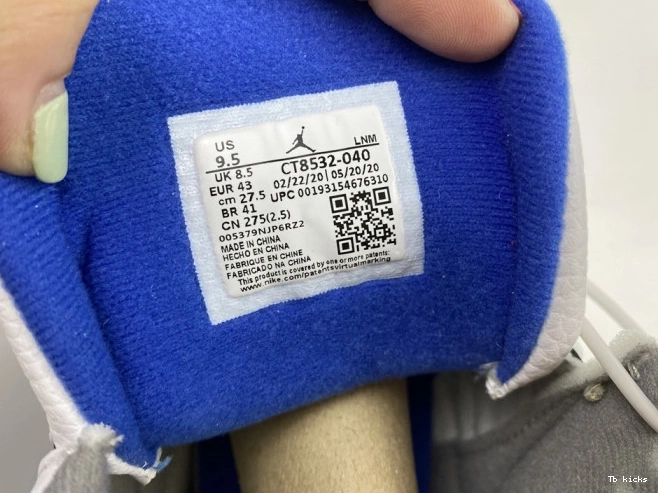 US
9.5
LNM
UK 8.5
CT8532-040
EUR 43
02/22/20 | 05/20/20
cm 27.5
UPC 00193154676310
BR 41
CN 275(2.5)
005379NJP6RZ2
MADE IN CHINA
HECHO EN CHINA
FABRIQUE EN CHINE
FABRICADO NA CHINA
This product is covered by one or more patents:
www.nike.com/patentsvirtualmarking
Tb kicks